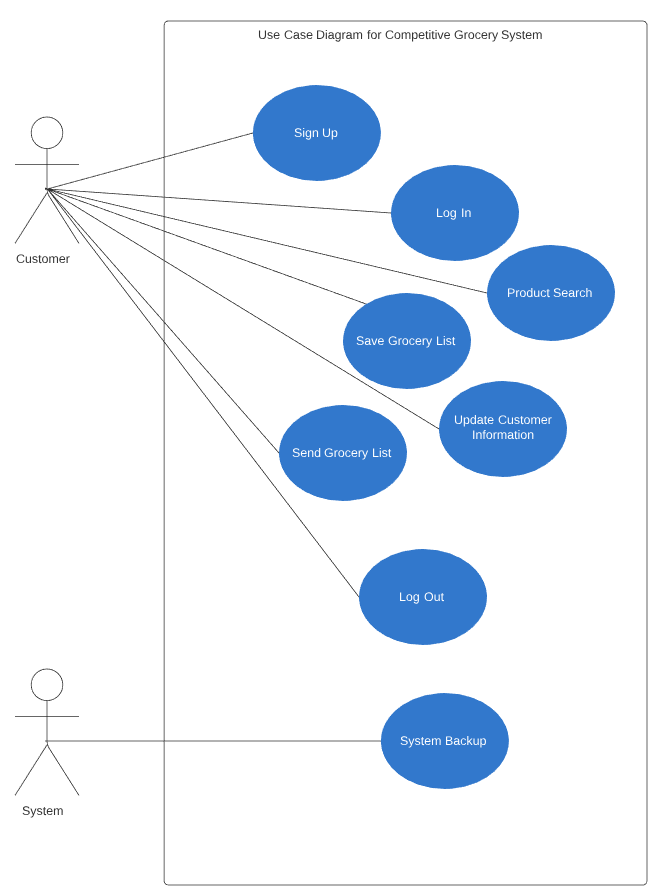 Use Case Diagram for Competitive Grocery System
Sign Up
Log In
Customer
Product Search
Save Grocery List
Update Customer
Information
Send Grocery List
Log Out
System Backup
System